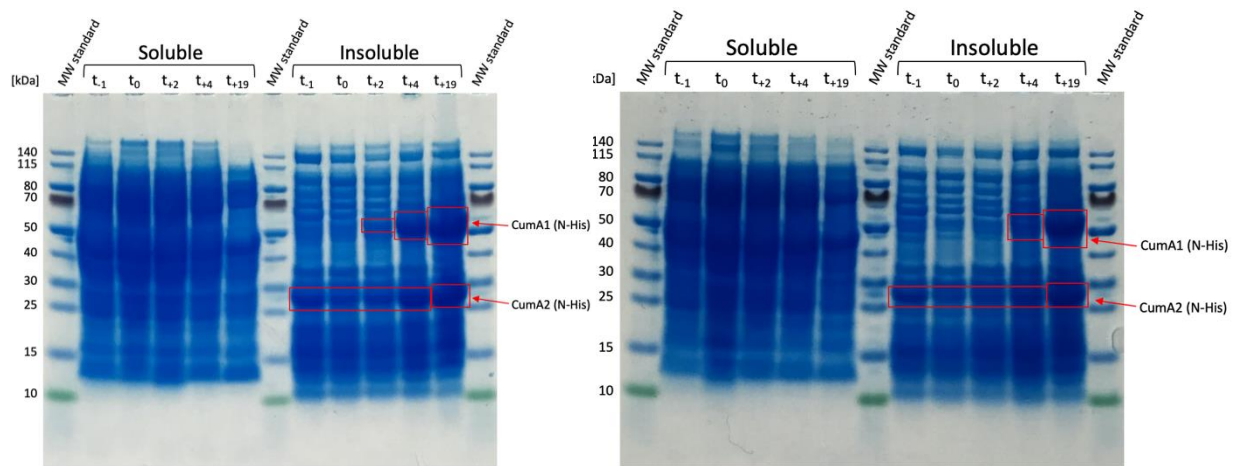 MW standard Soluble MW standard Insoluble MW standard
[kDa] t-1 t0 t+2 t+4 t+19 t-1 t0 t+2 t+4 t+19
140
115
80
70
50
40
30
25
15
10
CumA1 (N-His)
CumA2 (N-His)
MW standard Soluble MW standard Insoluble MW standard
:Da] t-1 t0 t+2 t+4 t+19 t-1 t0 t+2 t+4 t+19
140
115
80
70
50
40
30
25
15
10
CumA1 (N-His)
CumA2 (N-His)